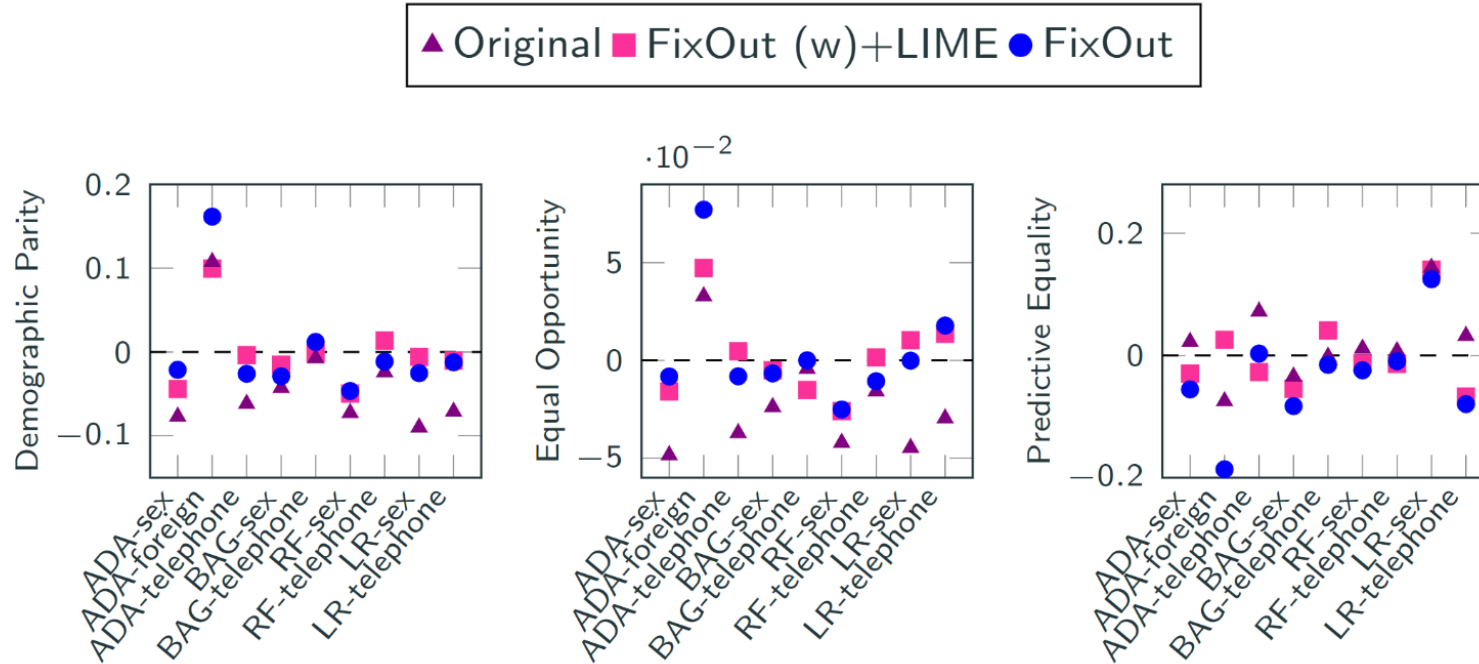 Original FixOut (w)+LIME FixOut
Demographic Parity
0.2
0.1
0
−0.1
ADA-sex
ADA-foreign
ADA-telephone
BAG-sex
BAG-telephone
RF-sex
RF-telephone
LR-sex
LR-telephone
·10−2
Equal Opportunity
5
0
−5
ADA-sex
ADA-foreign
ADA-telephone
BAG-sex
BAG-telephone
RF-sex
RF-telephone
LR-sex
LR-telephone
Predictive Equality
0.2
0
−0.2
ADA-sex
ADA-foreign
ADA-telephone
BAG-sex
BAG-telephone
RF-sex
RF-telephone
LR-sex
LR-telephone